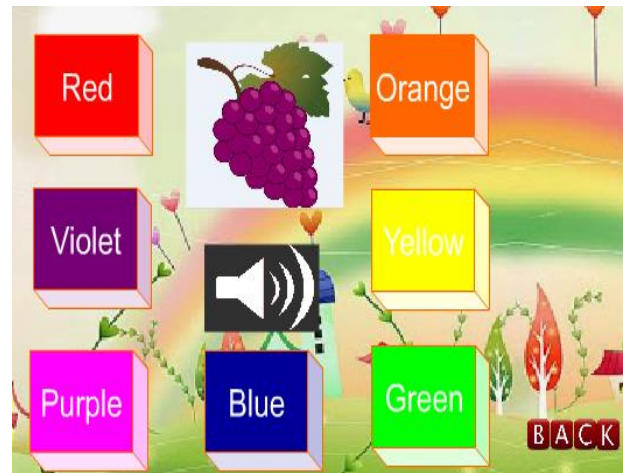 Red
Orange
Violet
Yellow
Purple
Blue
Green
BACK